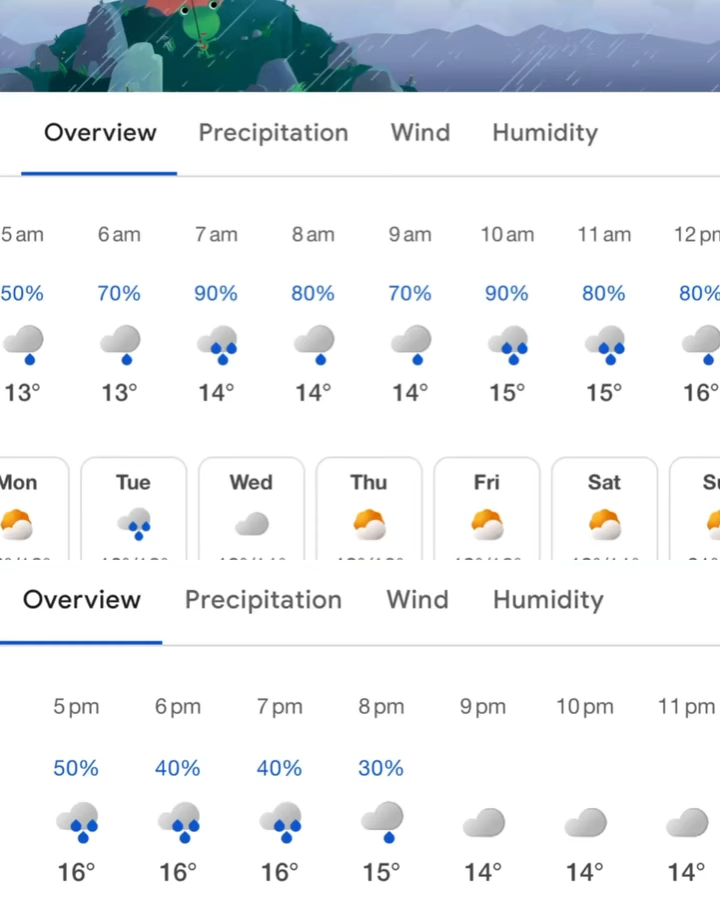 Overview Precipitation Wind Humidity
5 am 6 am 7 am 8 am 9 am 10 am 11 am 12 pm
50% 70% 90% 80% 70% 90% 80% 80%
13° 13° 14° 14° 14° 15° 15° 16°
Mon Tue Wed Thu Fri Sat
Overview Precipitation Wind Humidity
5 pm 6 pm 7 pm 8 pm 9 pm 10 pm 11 pm
50% 40% 40% 30%
16° 16° 16° 15° 14° 14° 14°